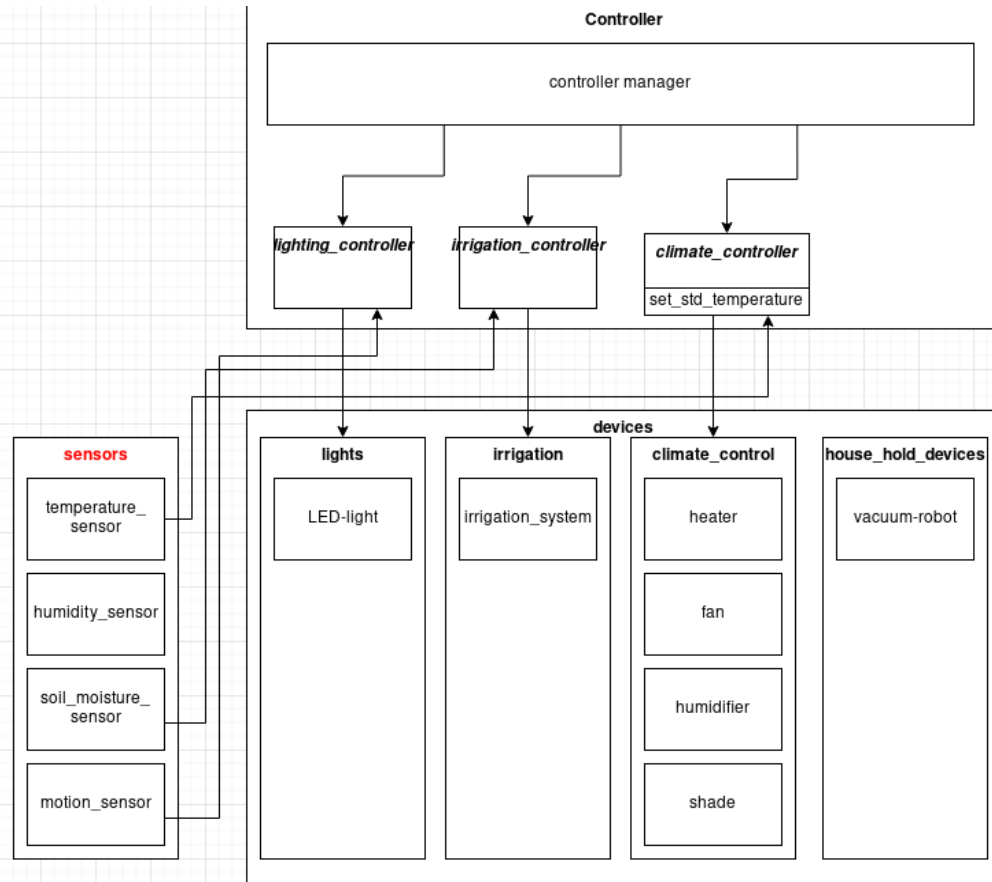 Controller
controller manager
lighting_controller
irrigation_controller
climate_controller
set_std_temperature
devices
sensors
temperature_
sensor
humidity_sensor
soil_moisture_
sensor
motion_sensor
lights
LED-light
irrigation
irrigation_system
climate_control
heater
fan
humidifier
shade
house_hold_devices
vacuum-robot